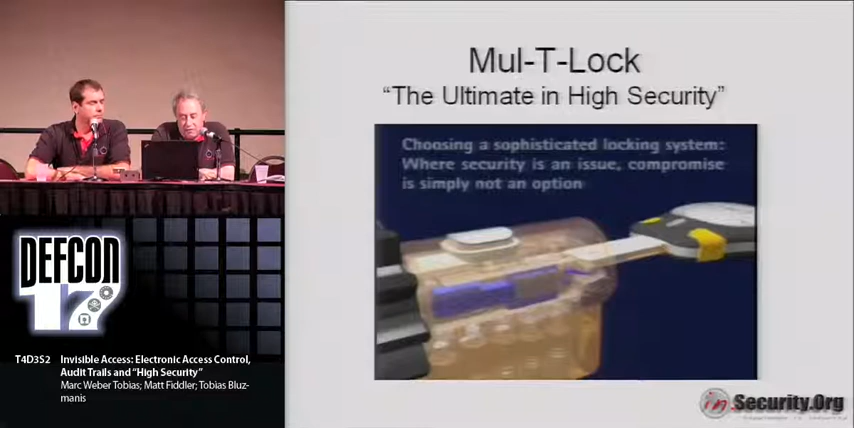 Mul-T-Lock
“The Ultimate in High Security”
Choosing a sophisticated locking system:
Where security is an issue, compromise
is simply not an option
DEFCON
17
T4D3S2 Invisible Access: Electronic Access Control,
Audit Trails and “High Security”
Marc Weber Tobias; Matt Fiddler; Tobias Bluz-
manis
in.Security.Org